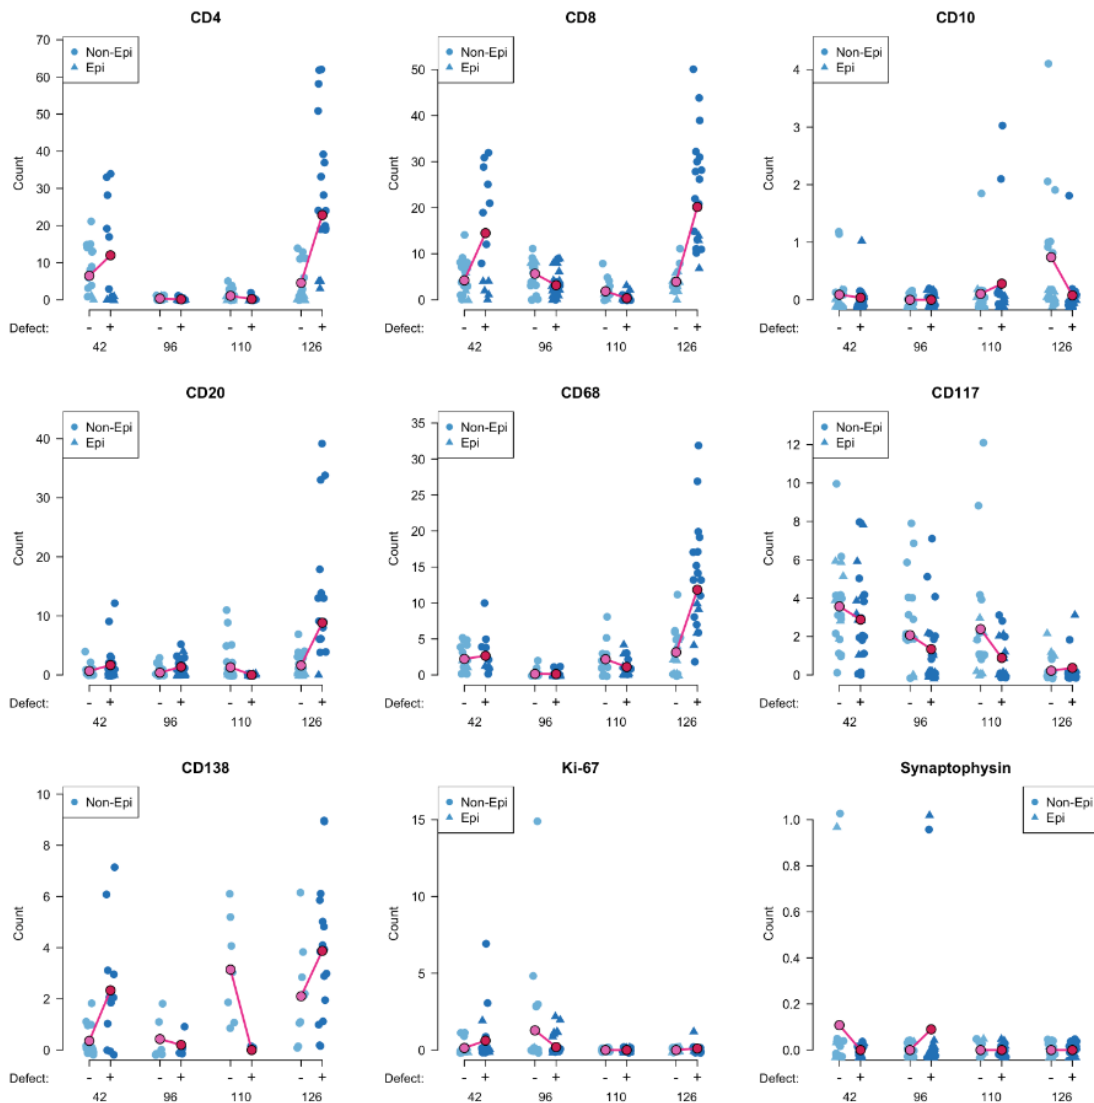 CD4 CD8 CD10
Non-Epi Non-Epi Non-Epi
Epi Epi Epi
70
60
50
40
30
20
10
0
Count
50
40
30
20
10
0
Count
4
3
2
1
0
Count
Defect: - + - + - + - + Defect: - + - + - + - + Defect: - + - + - + - +
42 96 110 126 42 96 110 126 42 96 110 126
CD20 CD68 CD117
Non-Epi Non-Epi Non-Epi
Epi Epi Epi
40
30
20
10
0
Count
35
30
25
20
15
10
5
0
Count
12
10
8
6
4
2
0
Count
Defect: - + - + - + - + Defect: - + - + - + - + Defect: - + - + - + - +
42 96 110 126 42 96 110 126 42 96 110 126
CD138 Ki-67 Synaptophysin
Non-Epi Non-Epi Non-Epi
Epi Epi
10
8
6
4
2
0
Count
15
10
5
0
Count
1.0
0.8
0.6
0.4
0.2
0.0
Count
Defect: - + - + - + - + Defect: - + - + - + - + Defect: - + - + - + - +
42 96 110 126 42 96 110 126 42 96 110 126